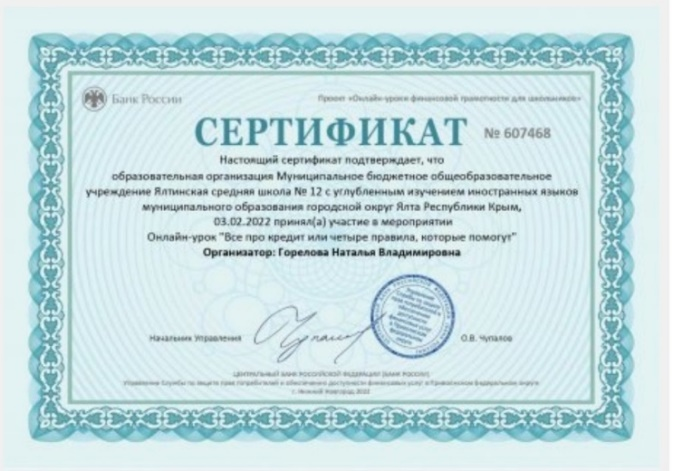 Банк России
Проект «Онлайн-уроки финансовой грамотности для школьников»
СЕРТИФИКАТ № 607468
Настоящий сертификат подтверждает, что
образовательная организация Муниципальное бюджетное общеобразовательное
учреждение Ялтинская средняя школа № 12 с углубленным изучением иностранных языков
муниципального образования городской округ Ялта Республики Крым,
03.02.2022 принял(а) участие в мероприятии
Онлайн-урок "Все про кредит или четыре правила, которые помогут"
Организатор: Горелова Наталья Владимировна
Начальник Управления О.В. Чупалов
ЦЕНТРАЛЬНЫЙ БАНК РОССИЙСКОЙ ФЕДЕРАЦИИ (БАНК РОССИИ)
Управление Службы по защите прав потребителей и обеспечению доступности финансовых услуг в Приволжском федеральном округе
г. Нижний Новгород 2022